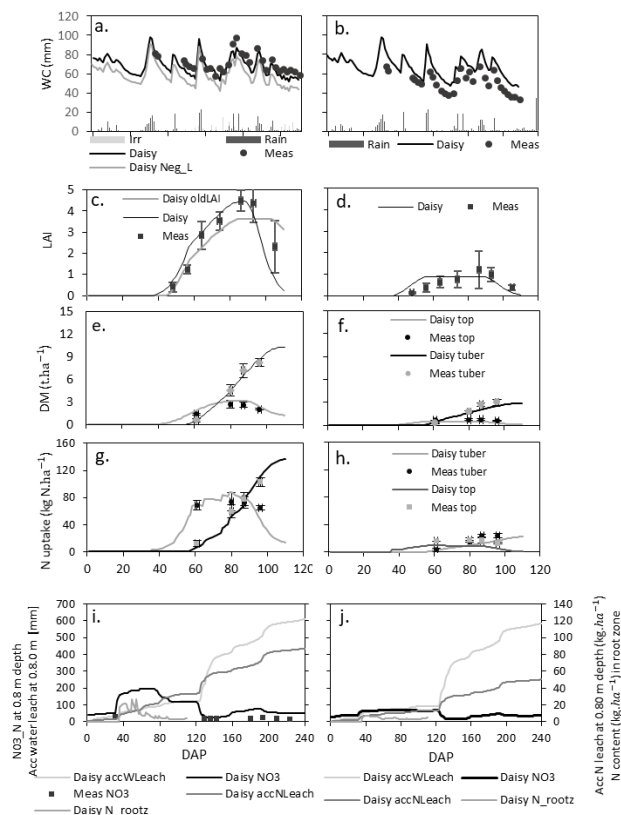 a.
b.
WC (mm)
120
100
80
60
40
20
0
Irr
Rain
Daisy
Meas
Daisy Neg_L
Rain
Daisy
Meas
c.
d.
LAI
5
4
3
2
1
0
Daisy oldLAI
Daisy
Meas
Daisy
Meas
e.
f.
DM (t.ha⁻¹)
15
12
9
6
3
0
Daisy top
Meas top
Daisy tuber
Meas tuber
g.
h.
N uptake (kg N.ha⁻¹)
160
120
80
40
0
Daisy tuber
Meas tuber
Daisy top
Meas top
0 20 40 60 80 100 120
0 20 40 60 80 100 120
i.
j.
N03_N at 0.8 m depth
Acc water leach at 0.8.0 m [mm]
700
600
500
400
300
200
100
0
140
120
100
80
60
40
20
0
Acc N leach at 0.80 m depth (kg.ha⁻¹)
N content (kg.ha⁻¹) in root zone
0 40 80 120 160 200 240
0 40 80 120 160 200 240
DAP
DAP
Daisy accWLeach
Daisy NO3
Daisy accWLeach
Daisy NO3
Meas NO3
Daisy accNLeach
Daisy accNLeach
Daisy N_rootz
Daisy N_rootz